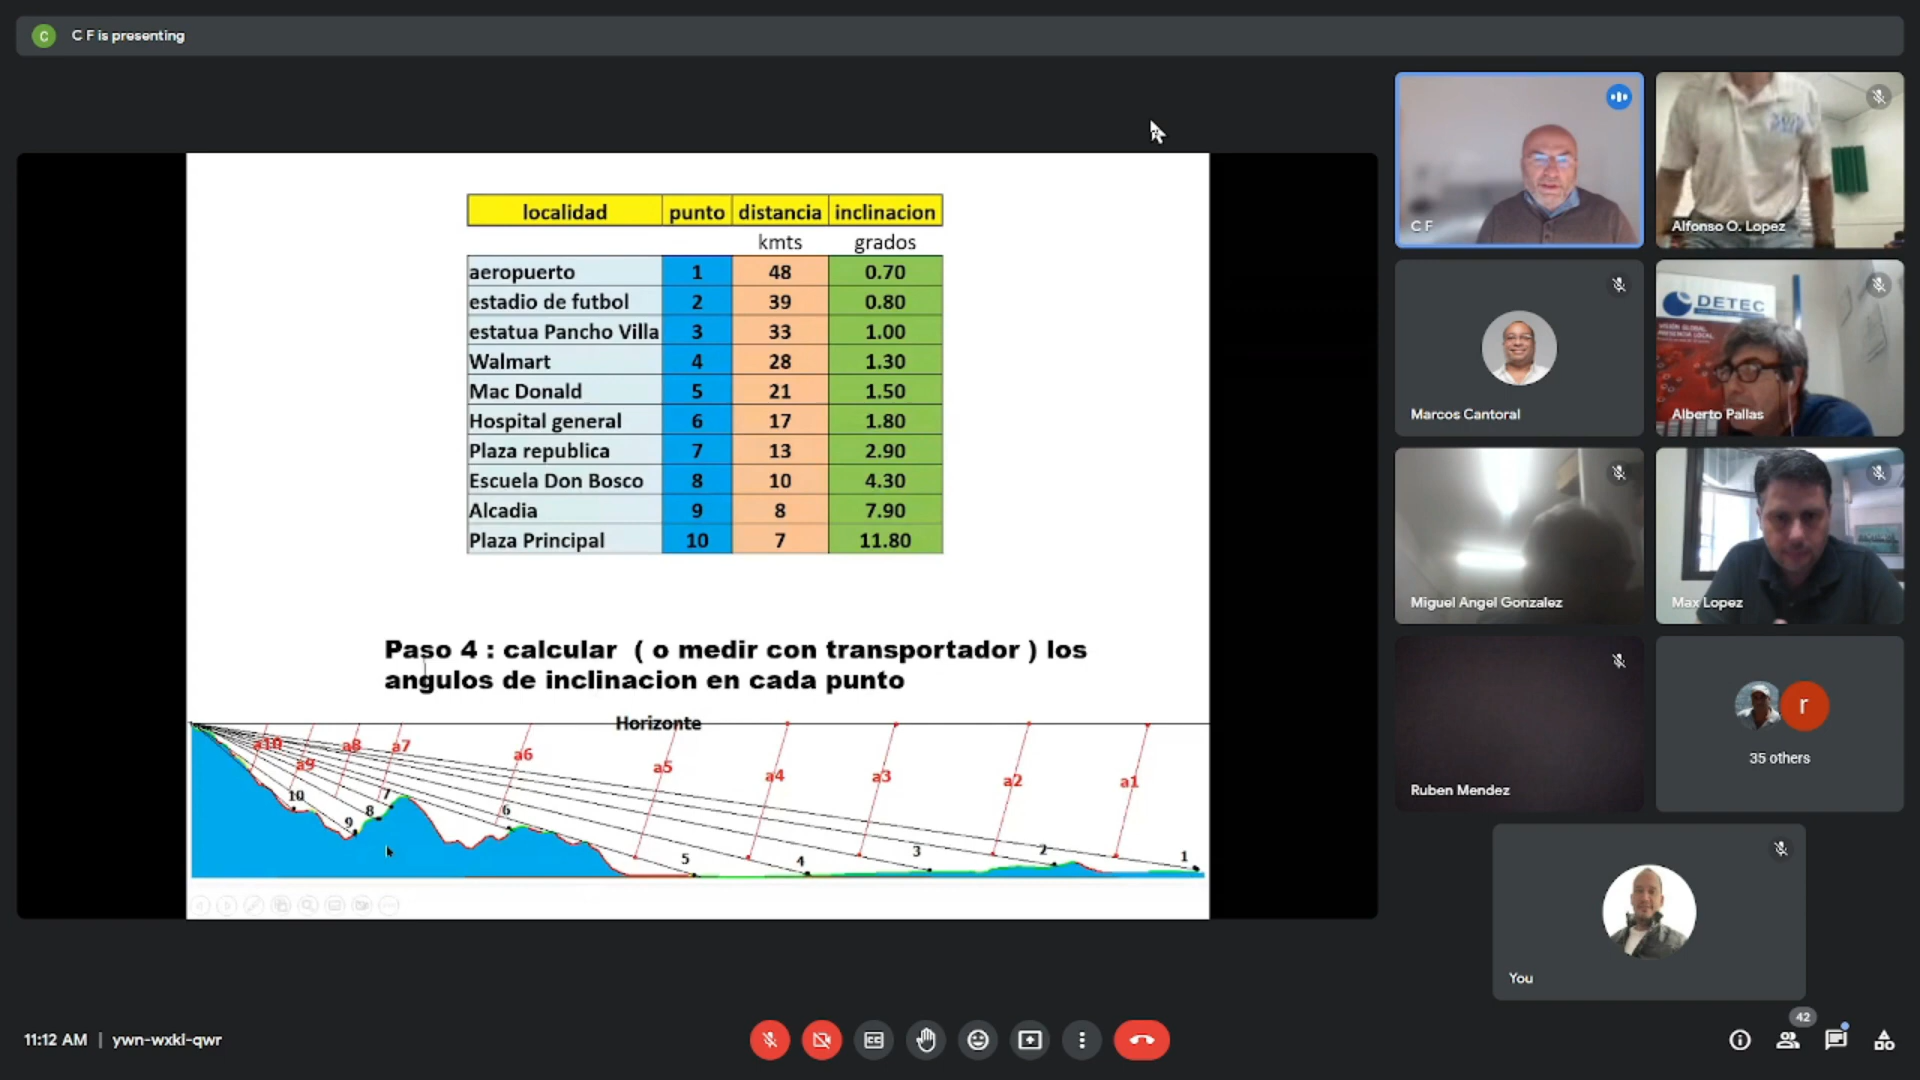 C
C F is presenting
localidad punto distancia inclinacion
kmts grados
aeropuerto 1 48 0.70
estadio de futbol 2 39 0.80
estatua Pancho Villa 3 33 1.00
Walmart 4 28 1.30
Mac Donald 5 21 1.50
Hospital general 6 17 1.80
Plaza republica 7 13 2.90
Escuela Don Bosco 8 10 4.30
Alcadia 9 8 7.90
Plaza Principal 10 7 11.80
Paso 4 : calcular ( o medir con transportador ) los
angulos de inclinacion en cada punto
Horizonte
a10 a9 a8 a7 a6 a5 a4 a3 a2 a1
10 9 8 7 6 5 4 3 2 1
C F
Alfonso O. Lopez
Marcos Cantoral
DETEC
Alberto Pallas
Miguel Angel Gonzalez
Max Lopez
Ruben Mendez
r
35 others
You
11:12 AM | ywn-wxkl-qwr
CC
42